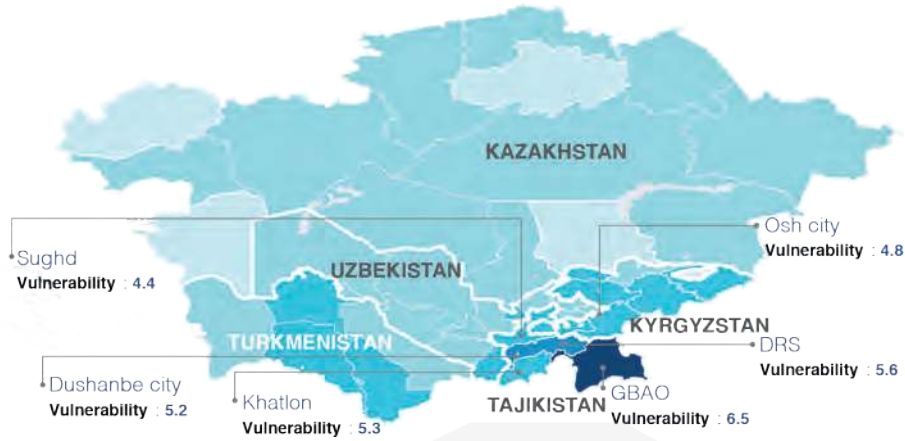 KAZAKHSTAN
Osh city
Vulnerability : 4.8
Sughd
Vulnerability : 4.4
UZBEKISTAN
KYRGYZSTAN
TURKMENISTAN
DRS
Vulnerability : 5.6
Dushanbe city
Vulnerability : 5.2
Khatlon
Vulnerability : 5.3
TAJIKISTAN
GBAO
Vulnerability : 6.5